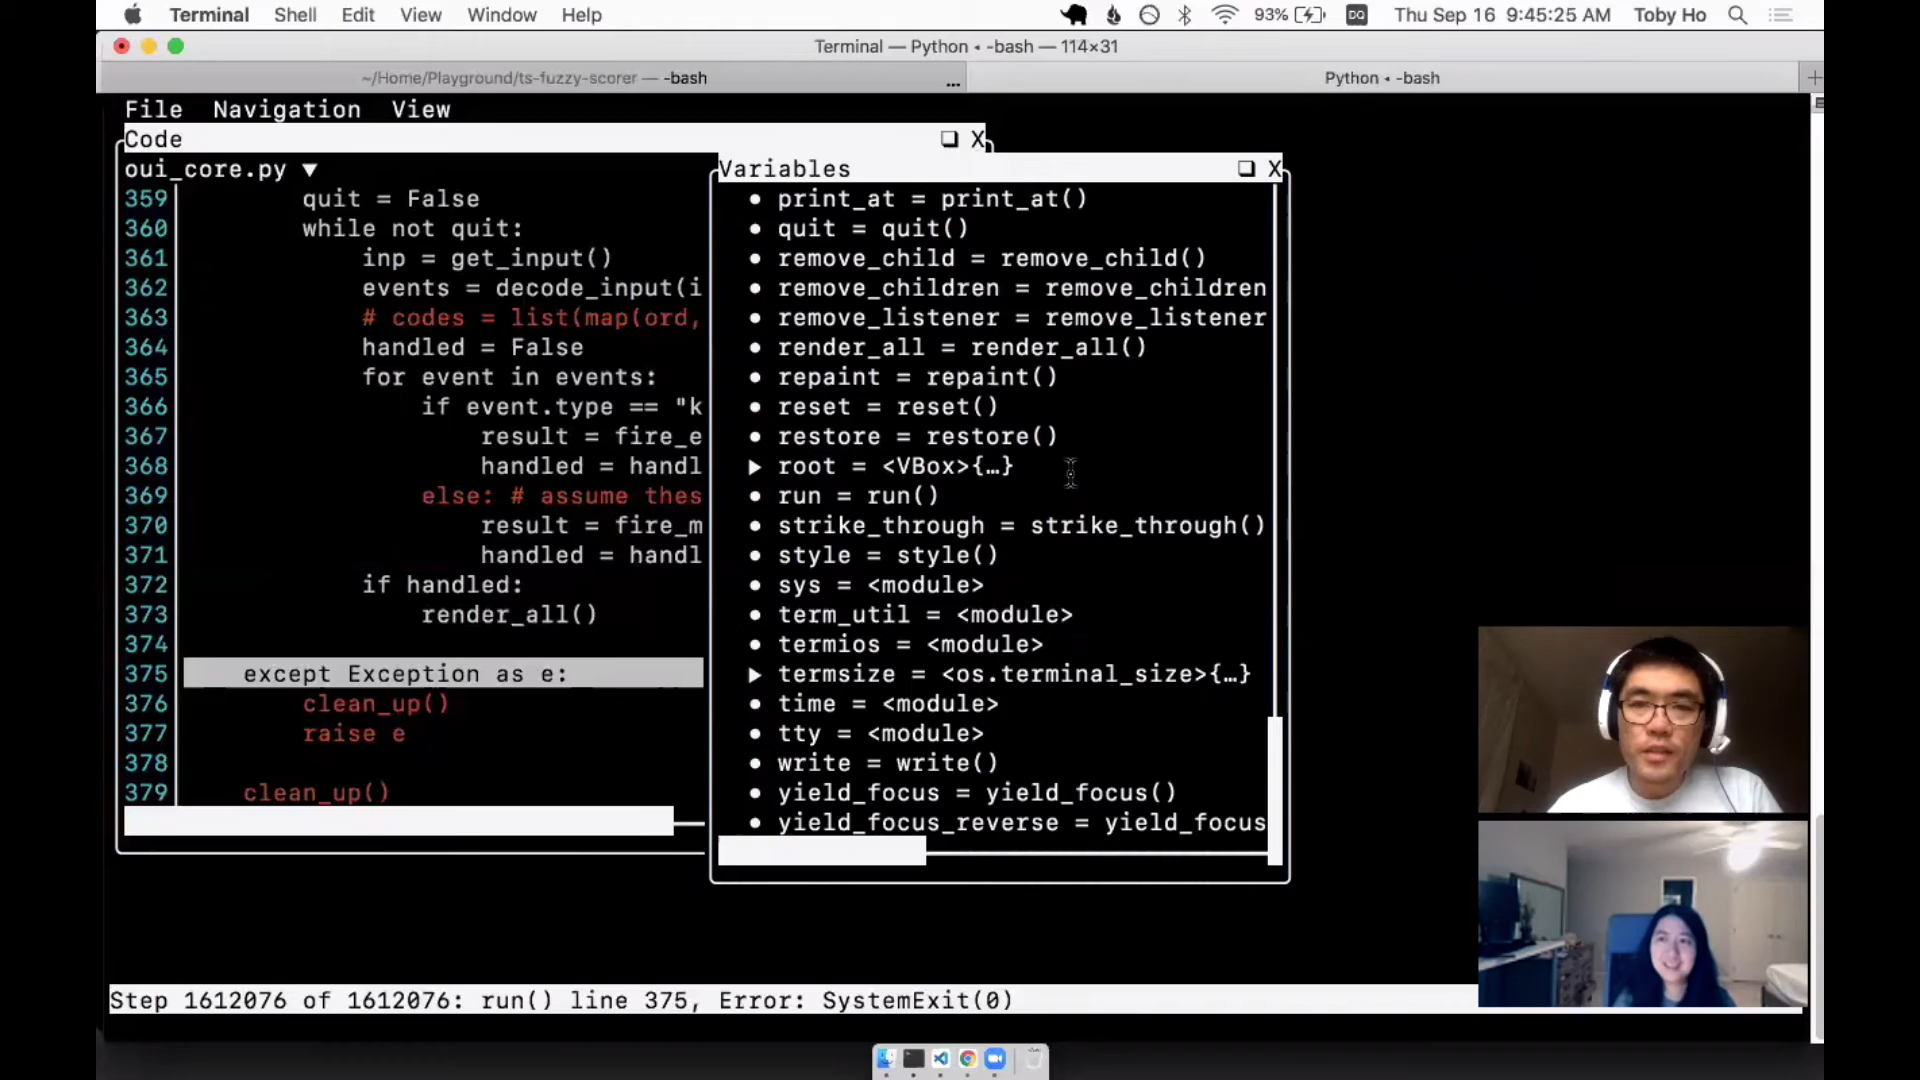 Terminal Shell Edit View Window Help 93% DQ Thu Sep 16 9:45:25 AM Toby Ho
Terminal — Python ◂ -bash — 114×31
~/Home/Playground/ts-fuzzy-scorer — -bash ...
Python ◂ -bash
File Navigation View
Code ❏ X
oui_core.py ▼
359 quit = False
360 while not quit:
361 inp = get_input()
362 events = decode_input(i
363 # codes = list(map(ord,
364 handled = False
365 for event in events:
366 if event.type == "k
367 result = fire_e
368 handled = handl
369 else: # assume thes
370 result = fire_m
371 handled = handl
372 if handled:
373 render_all()
374
375 except Exception as e:
376 clean_up()
377 raise e
378
379 clean_up()
Variables ❏ X
• print_at = print_at()
• quit = quit()
• remove_child = remove_child()
• remove_children = remove_children
• remove_listener = remove_listener
• render_all = render_all()
• repaint = repaint()
• reset = reset()
• restore = restore()
▶ root = <VBox>{…}
• run = run()
• strike_through = strike_through()
• style = style()
• sys = <module>
• term_util = <module>
• termios = <module>
▶ termsize = <os.terminal_size>{…}
• time = <module>
• tty = <module>
• write = write()
• yield_focus = yield_focus()
• yield_focus_reverse = yield_focus
Step 1612076 of 1612076: run() line 375, Error: SystemExit(0)